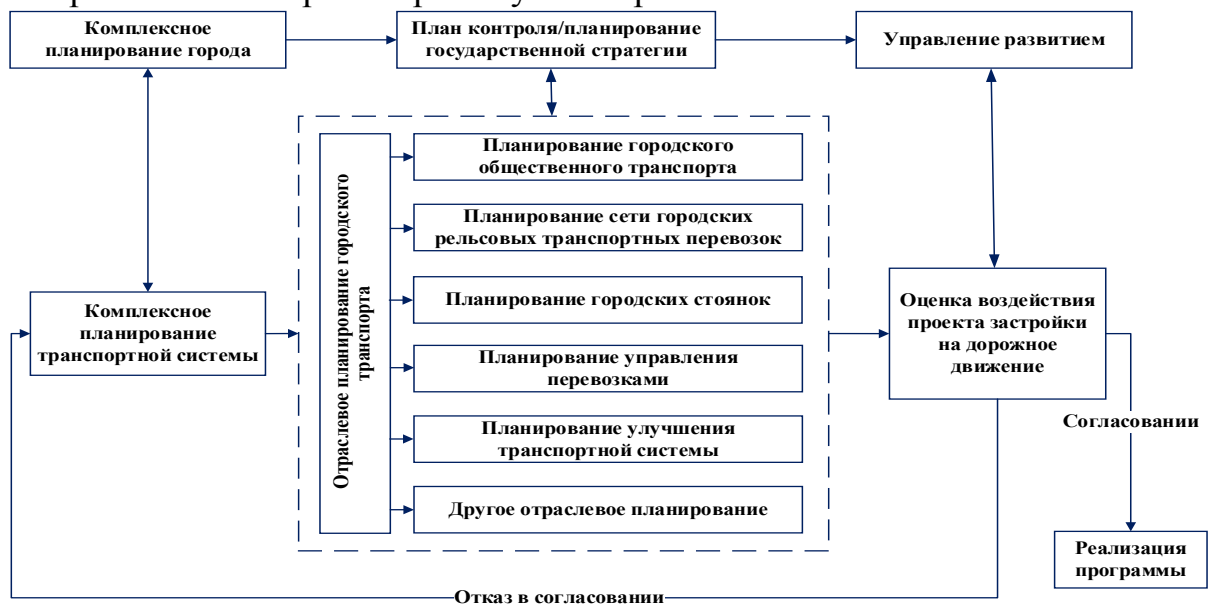 Комплексное
планирование города
План контроля/планирование
государственной стратегии
Управление развитием
Отраслевое планирование городского
транспорта
Планирование городского
общественного транспорта
Планирование сети городских
рельсовых транспортных перевозок
Планирование городских стоянок
Планирование управления
перевозками
Планирование улучшения
транспортной системы
Другое отраслевое планирование
Комплексное
планирование
транспортной системы
Оценка воздействия
проекта застройки
на дорожное
движение
Согласовании
Реализация
программы
Отказ в согласовании